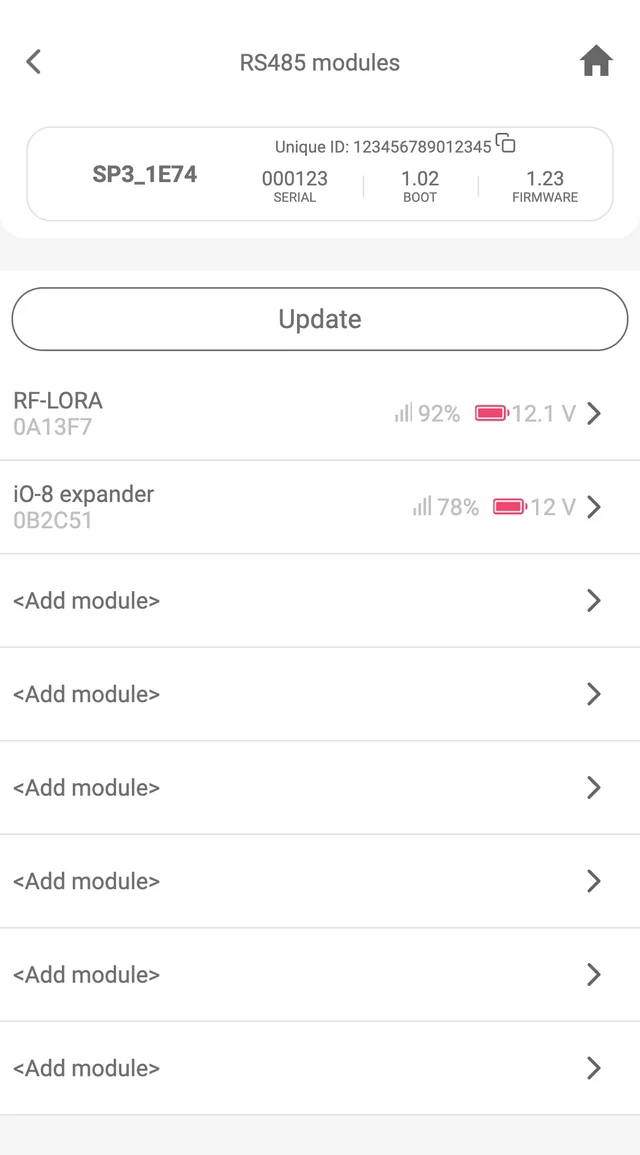 RS485 modules
Unique ID: 123456789012345
SP3_1E74
000123 1.02 1.23
SERIAL BOOT FIRMWARE
Update
RF-LORA
0A13F7
92% 12.1 V
iO-8 expander
0B2C51
78% 12 V
<Add module>
<Add module>
<Add module>
<Add module>
<Add module>
<Add module>